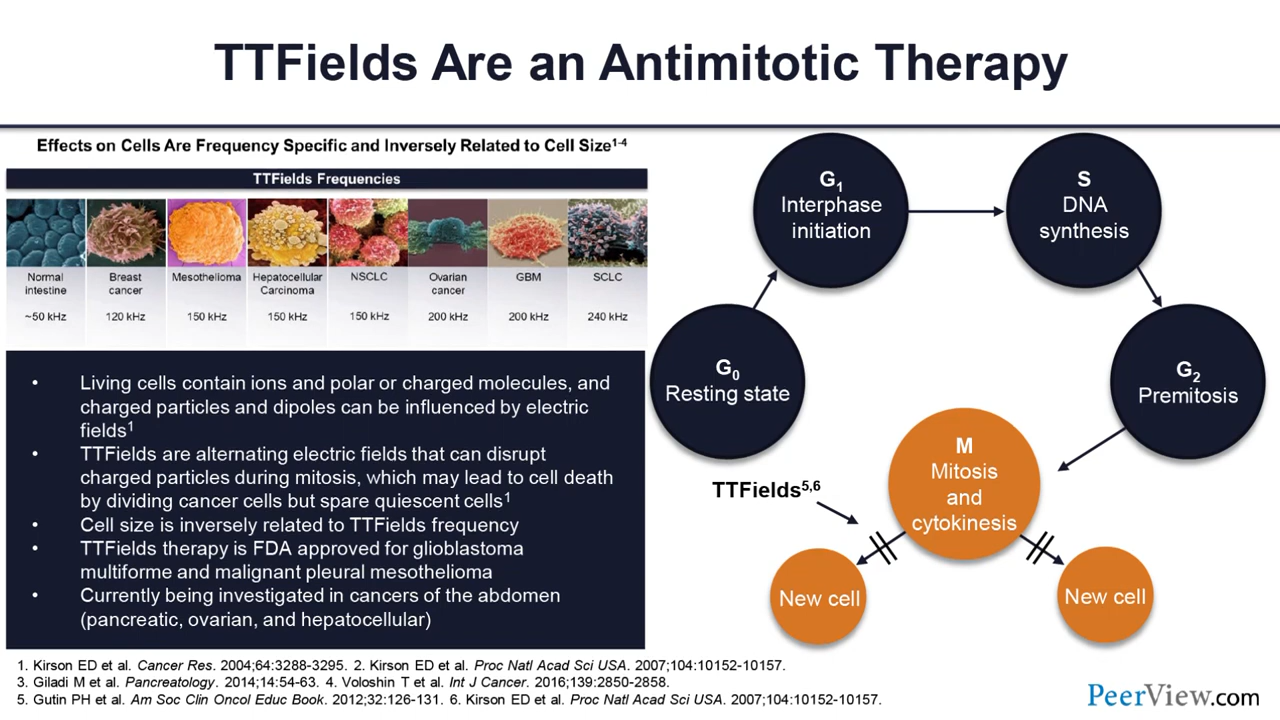 TTFields Are an Antimitotic Therapy
Effects on Cells Are Frequency Specific and Inversely Related to Cell Size1-4
TTFields Frequencies
Normal intestine
~50 kHz
Breast cancer
120 kHz
Mesothelioma
150 kHz
Hepatocellular Carcinoma
150 kHz
NSCLC
150 kHz
Ovarian cancer
200 kHz
GBM
200 kHz
SCLC
240 kHz
• Living cells contain ions and polar or charged molecules, and
charged particles and dipoles can be influenced by electric
fields1
• TTFields are alternating electric fields that can disrupt
charged particles during mitosis, which may lead to cell death
by dividing cancer cells but spare quiescent cells1
• Cell size is inversely related to TTFields frequency
• TTFields therapy is FDA approved for glioblastoma
multiforme and malignant pleural mesothelioma
• Currently being investigated in cancers of the abdomen
(pancreatic, ovarian, and hepatocellular)
G0
Resting state
G1
Interphase
initiation
S
DNA
synthesis
G2
Premitosis
M
Mitosis
and
cytokinesis
TTFields5,6
New cell
New cell
1. Kirson ED et al. Cancer Res. 2004;64:3288-3295. 2. Kirson ED et al. Proc Natl Acad Sci USA. 2007;104:10152-10157.
3. Giladi M et al. Pancreatology. 2014;14:54-63. 4. Voloshin T et al. Int J Cancer. 2016;139:2850-2858.
5. Gutin PH et al. Am Soc Clin Oncol Educ Book. 2012;32:126-131. 6. Kirson ED et al. Proc Natl Acad Sci USA. 2007;104:10152-10157.
PeerView.com